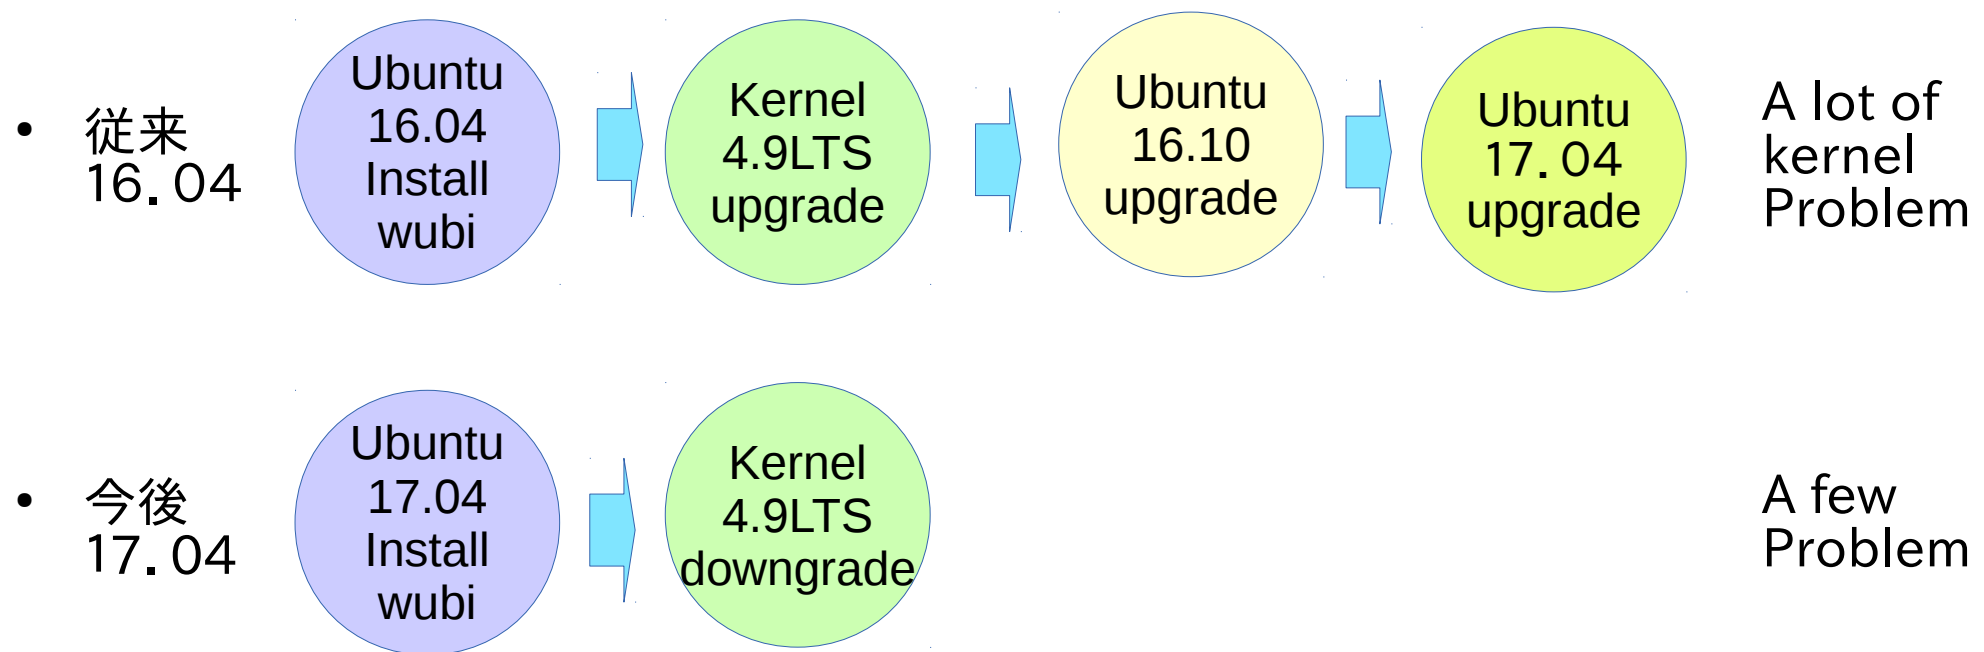 • 従来
16. 04
Ubuntu
16.04
Install
wubi
Kernel
4.9LTS
upgrade
Ubuntu
16.10
upgrade
Ubuntu
17. 04
upgrade
A lot of
kernel
Problem
• 今後
17. 04
Ubuntu
17.04
Install
wubi
Kernel
4.9LTS
downgrade
A few
Problem